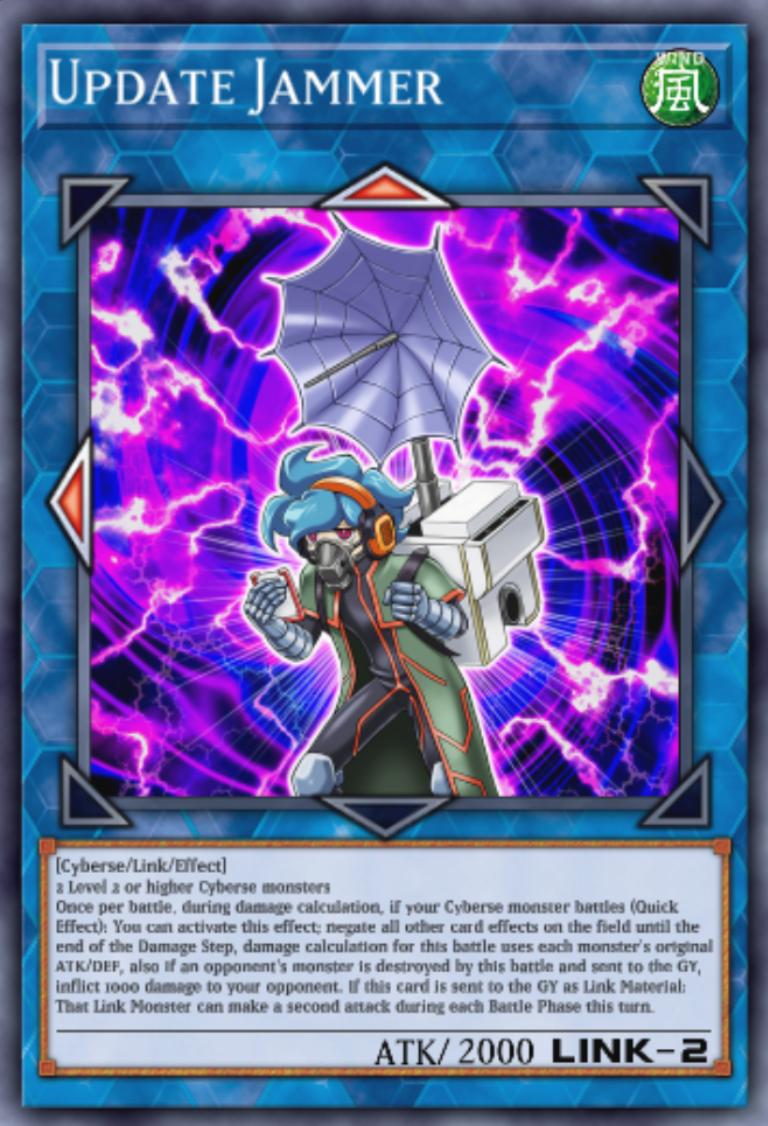 UPDATE JAMMER
WIND
風
[Cyberse/Link/Effect]
2 Level 2 or higher Cyberse monsters
Once per battle, during damage calculation, if your Cyberse monster battles (Quick
Effect): You can activate this effect; negate all other card effects on the field until the
end of the Damage Step, damage calculation for this battle uses each monster's original
ATK/DEF, also if an opponent's monster is destroyed by this battle and sent to the GY,
inflict 1000 damage to your opponent. If this card is sent to the GY as Link Material:
That Link Monster can make a second attack during each Battle Phase this turn.
ATK/ 2000 LINK-2